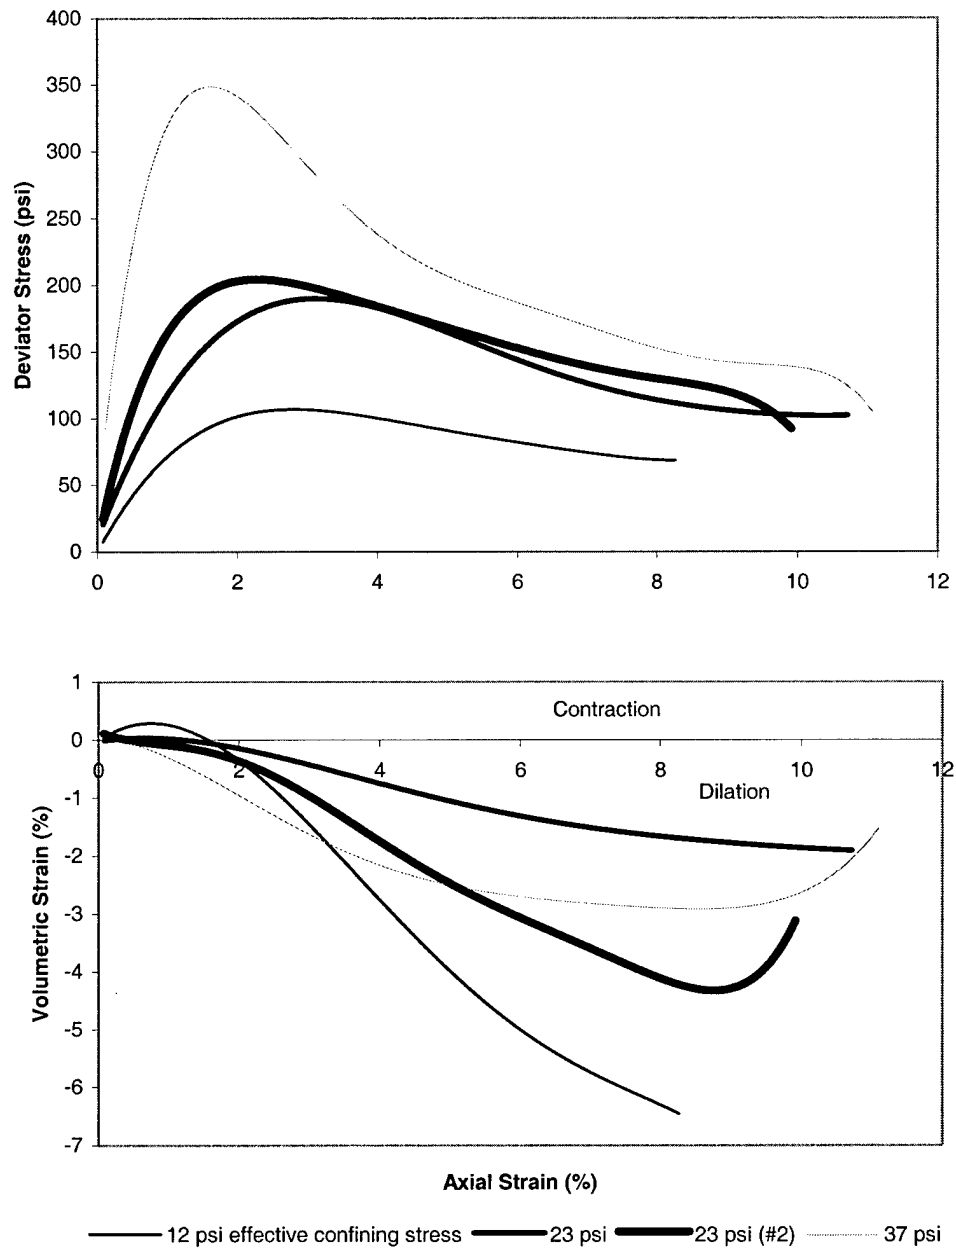 400
350
300
250
200
150
100
50
0
Deviator Stress (psi)
0 2 4 6 8 10 12
1
0
-1
-2
-3
-4
-5
-6
-7
Volumetric Strain (%)
Contraction
0 2 4 6 8 10 12
Dilation
Axial Strain (%)
12 psi effective confining stress 23 psi 23 psi (#2) 37 psi